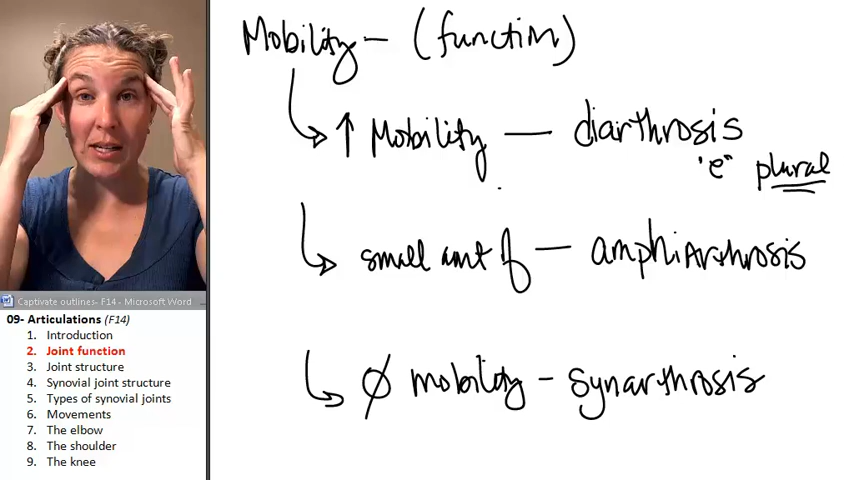 Mobility – (function)
↑ Mobility — diarthrosis
"e" plural
small amt of — amphiarthrosis
∅ mobility – synarthrosis
Captivate outlines- F14 - Microsoft Word
09- Articulations (F14)
1. Introduction
2. Joint function
3. Joint structure
4. Synovial joint structure
5. Types of synovial joints
6. Movements
7. The elbow
8. The shoulder
9. The knee